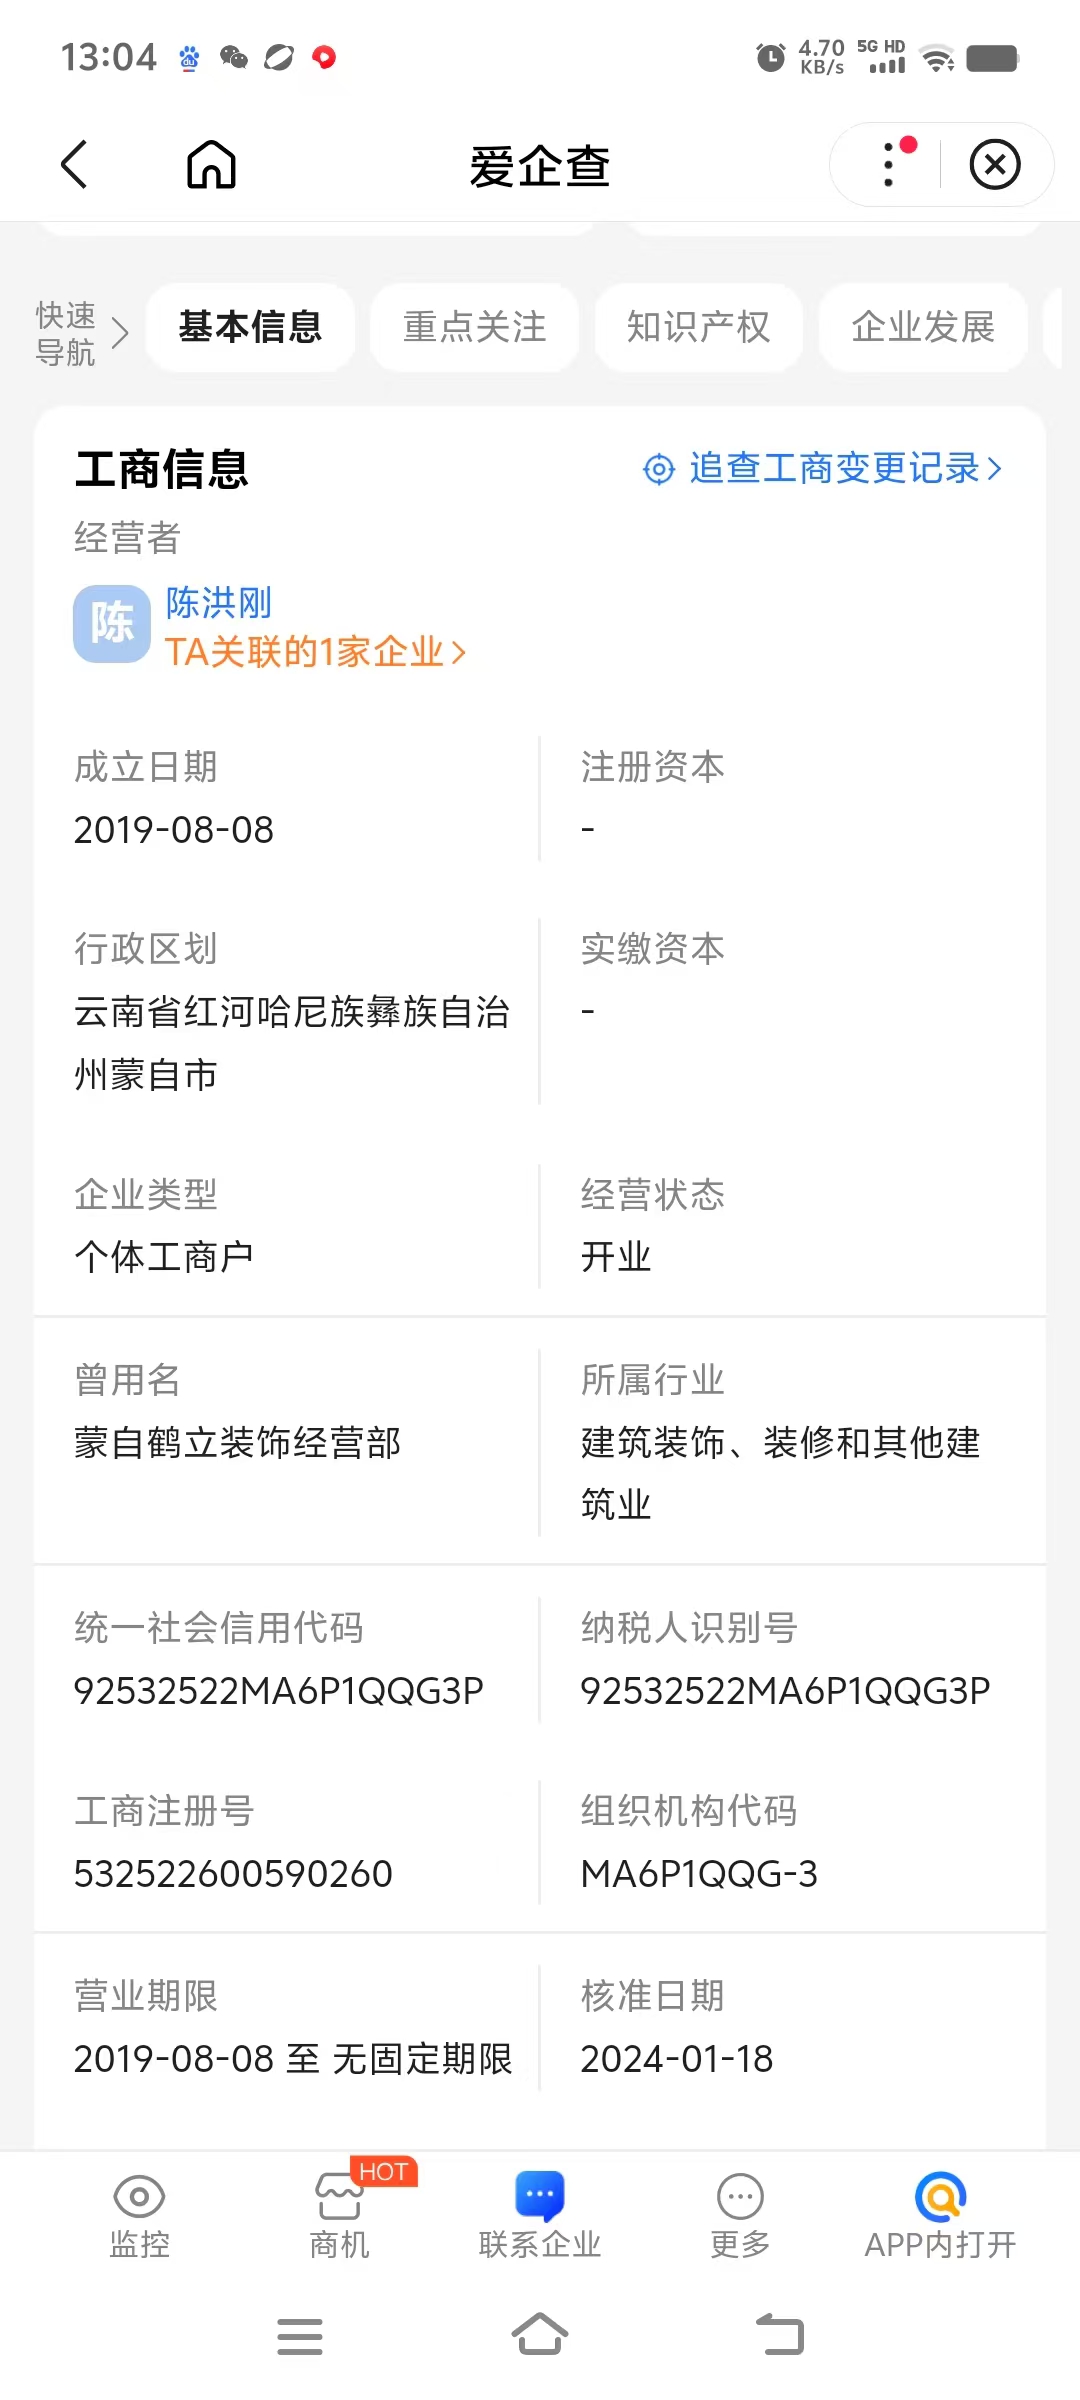 13:04
4.70 KB/s 5G HD
爱企查
快速导航
基本信息 重点关注 知识产权 企业发展
工商信息 追查工商变更记录
经营者
陈 陈洪刚
TA关联的1家企业
成立日期 注册资本
2019-08-08 -
行政区划 实缴资本
云南省红河哈尼族彝族自治 -
州蒙自市
企业类型 经营状态
个体工商户 开业
曾用名 所属行业
蒙自鹤立装饰经营部 建筑装饰、装修和其他建
筑业
统一社会信用代码 纳税人识别号
92532522MA6P1QQG3P 92532522MA6P1QQG3P
工商注册号 组织机构代码
532522600590260 MA6P1QQG-3
营业期限 核准日期
2019-08-08 至 无固定期限 2024-01-18
HOT
监控 商机 联系企业 更多 APP内打开